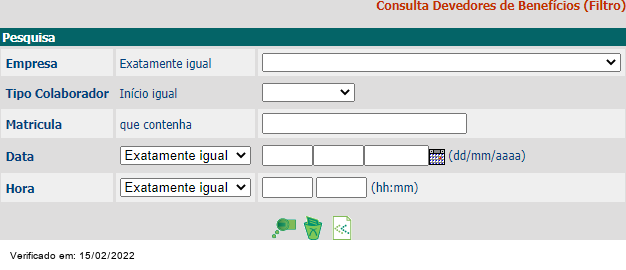 Consulta Devedores de Benefícios (Filtro)
Pesquisa
Empresa Exatamente igual
Tipo Colaborador Início igual
Matricula que contenha
Data Exatamente igual (dd/mm/aaaa)
Hora Exatamente igual (hh:mm)
Verificado em: 15/02/2022